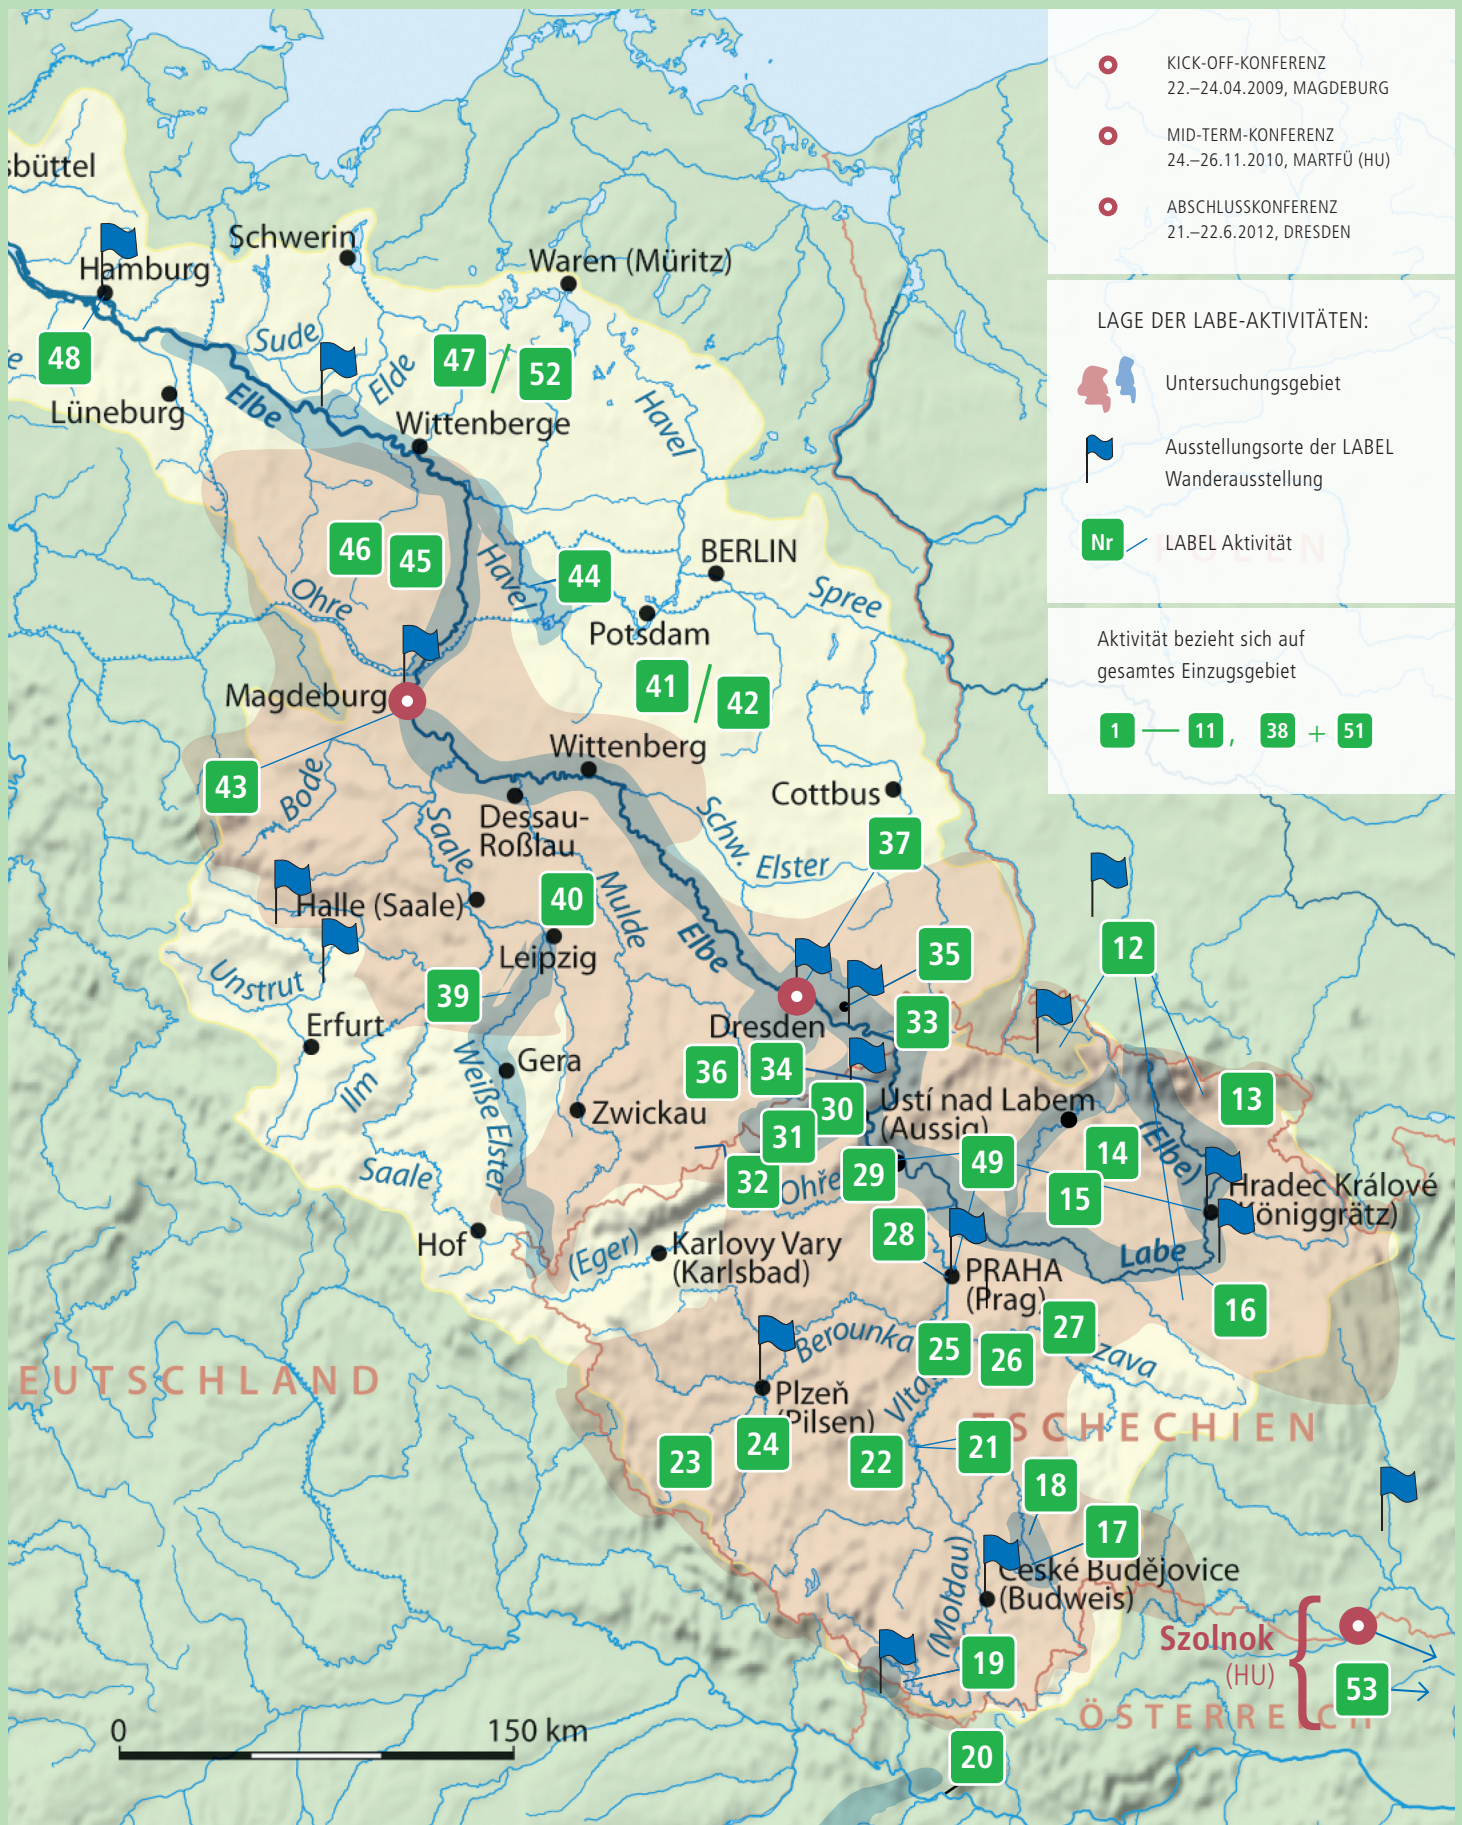 KICK-OFF-KONFERENZ
22.–24.04.2009, MAGDEBURG
MID-TERM-KONFERENZ
24.–26.11.2010, MARTFÜ (HU)
ABSCHLUSSKONFERENZ
21.–22.6.2012, DRESDEN
LAGE DER LABE-AKTIVITÄTEN:
Untersuchungsgebiet
Ausstellungsorte der LABEL
Wanderausstellung
Nr
LABEL Aktivität
Aktivität bezieht sich auf
gesamtes Einzugsgebiet
1 — 11, 38 + 51
sbüttel
Schwerin
Hamburg
Waren (Müritz)
Sude
Elde
48
47 / 52
Lüneburg
Elbe
Wittenberge
Havel
46
45
Havel
44
BERLIN
Ohre
Spree
Potsdam
Magdeburg
41 / 42
Wittenberg
43
Bode
Cottbus
Dessau-
Roßlau
Saale
Schw. Elster
37
Halle (Saale)
40
Mulde
Elbe
Leipzig
35
12
Unstrut
39
Erfurt
Dresden
33
Ilm
Weiße Elster
Gera
36
34
Zwickau
30
Ustí nad Labem
(Aussig)
13
31
(Elbe)
14
49
Saale
32
Ohře
29
15
Hradec Králové
öniggrätz)
Hof
(Eger)
Karlovy Vary
(Karlsbad)
28
Labe
PRAHA
(Prag)
16
Berounka
25
26
27
zava
EUTSCHLAND
Plzeň
(Pilsen)
Vlta
TSCHECHIEN
23
24
22
21
18
17
České Budějovice
(Budweis)
(Moldau)
Szolnok
(HU)
53
19
ÖSTERREICH
0
150 km
20